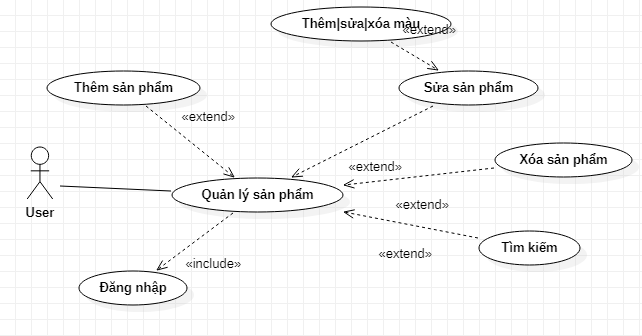 Thêm|sửa|xóa màu
«extend»
Thêm sản phẩm
Sửa sản phẩm
«extend»
Xóa sản phẩm
«extend»
Quản lý sản phẩm
User
«extend»
Tìm kiếm
«extend»
«include»
Đăng nhập